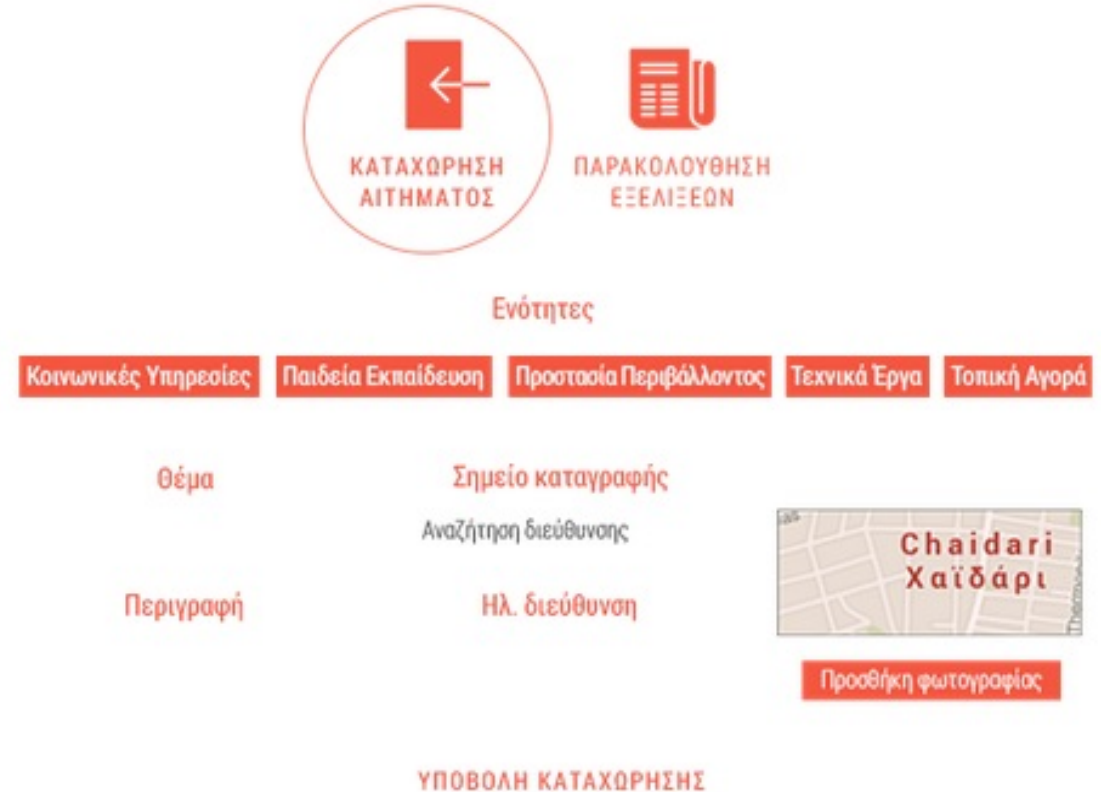 ΚΑΤΑΧΩΡΗΣΗ
ΑΙΤΗΜΑΤΟΣ
ΠΑΡΑΚΟΛΟΥΘΗΣΗ
ΕΞΕΛΙΞΕΩΝ
Ενότητες
Κοινωνικές Υπηρεσίες
Παιδεία Εκπαίδευση
Προστασία Περιβάλλοντος
Τεχνικά Έργα
Τοπική Αγορά
Θέμα
Σημείο καταγραφής
Αναζήτηση διεύθυνσης
Chaidari
Χαϊδάρι
Περιγραφή
Ηλ. διεύθυνση
Προσθήκη φωτογραφίας
ΥΠΟΒΟΛΗ ΚΑΤΑΧΩΡΗΣΗΣ